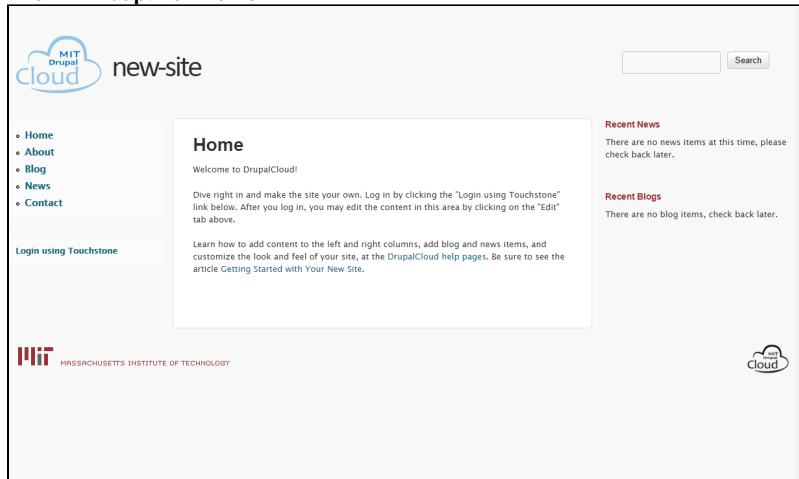 MIT
Drupal
Cloud
new-site
Search
Home
About
Blog
News
Contact
Login using Touchstone
Home
Welcome to DrupalCloud!
Dive right in and make the site your own. Log in by clicking the "Login using Touchstone"
link below. After you log in, you may edit the content in this area by clicking on the "Edit"
tab above.
Learn how to add content to the left and right columns, add blog and news items, and
customize the look and feel of your site, at the DrupalCloud help pages. Be sure to see the
article Getting Started with Your New Site.
Recent News
There are no news items at this time, please
check back later.
Recent Blogs
There are no blog items, check back later.
MIT
MASSACHUSETTS INSTITUTE OF TECHNOLOGY
MIT
Drupal
Cloud